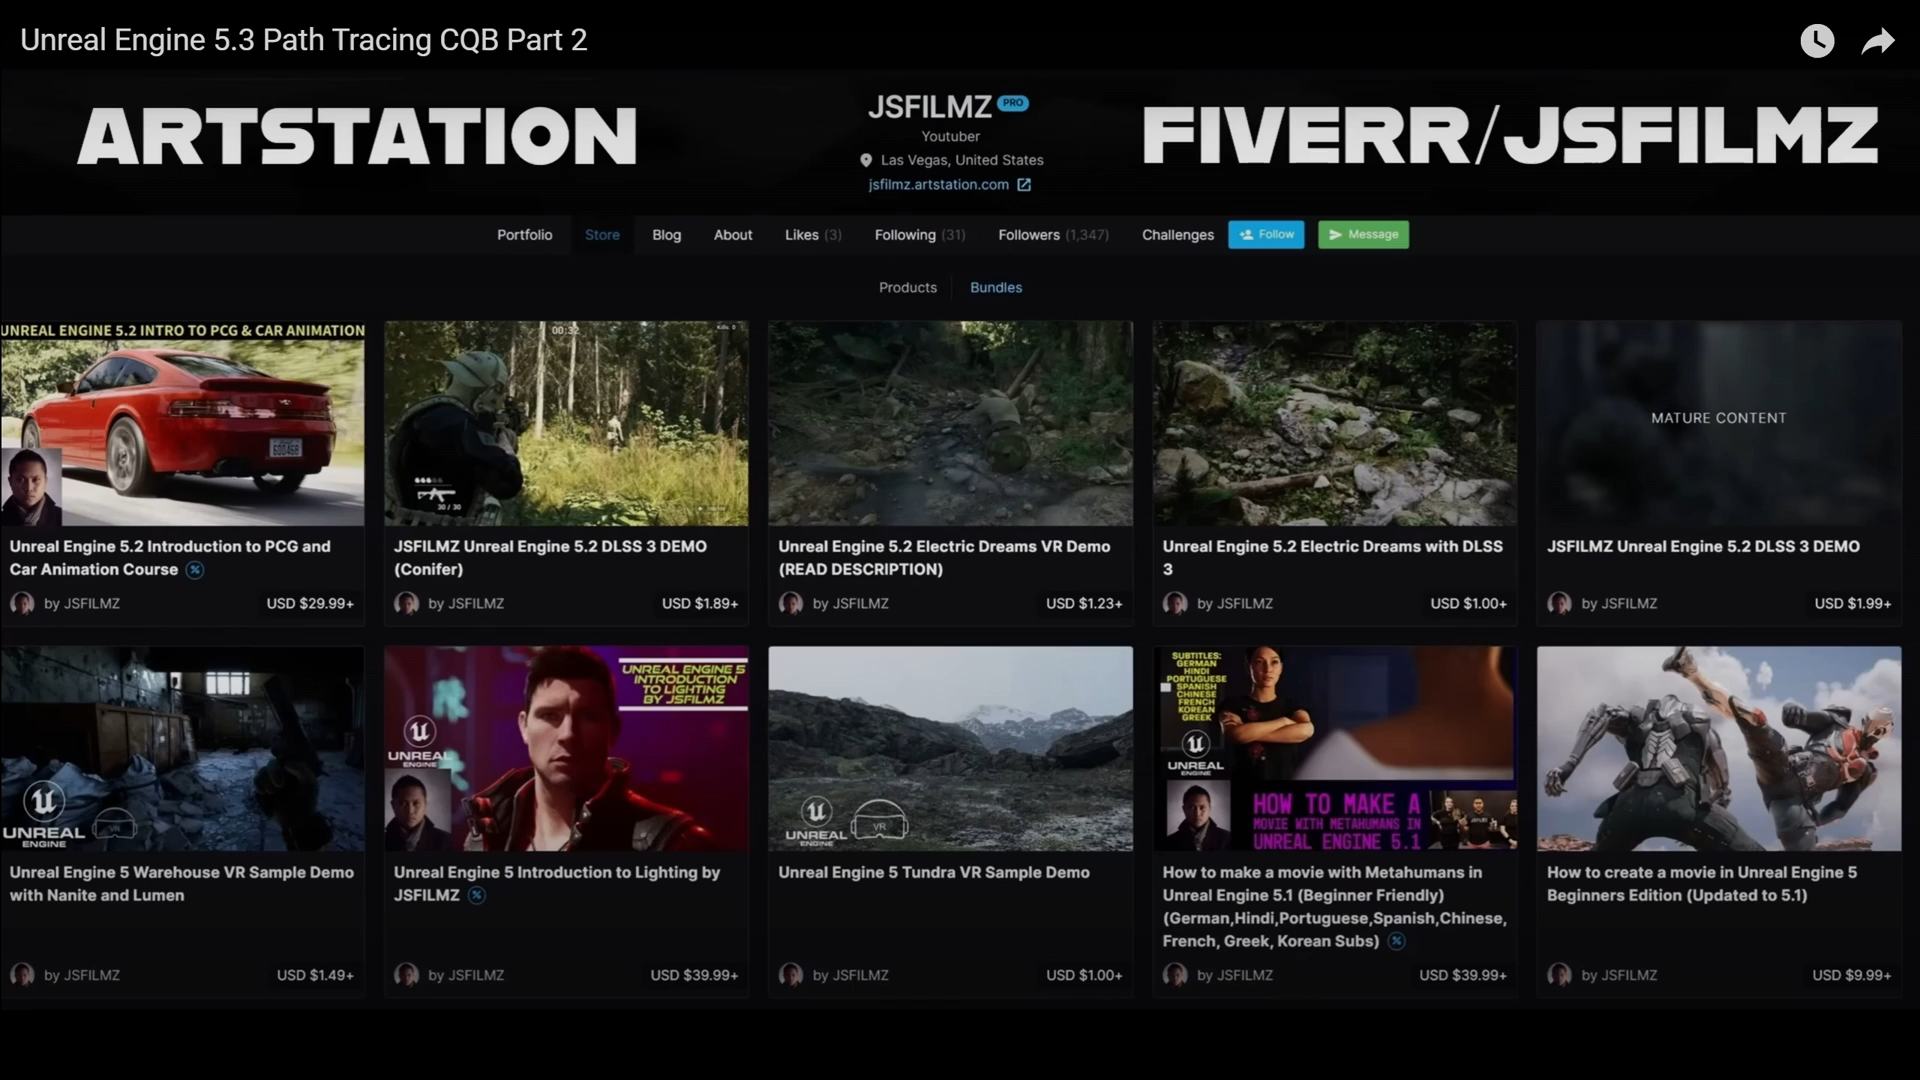 Unreal Engine 5.3 Path Tracing CQB Part 2
ARTSTATION
JSFILMZ PRO
Youtuber
Las Vegas, United States
jsfilmz.artstation.com
FIVERR/JSFILMZ
Portfolio Store Blog About Likes (3) Following (31) Followers (1,347) Challenges Follow Message
Products Bundles
UNREAL ENGINE 5.2 INTRO TO PCG & CAR ANIMATION
Unreal Engine 5.2 Introduction to PCG and
Car Animation Course
by JSFILMZ USD $29.99+
00:32
30 / 30
JSFILMZ Unreal Engine 5.2 DLSS 3 DEMO
(Conifer)
by JSFILMZ USD $1.89+
Unreal Engine 5.2 Electric Dreams VR Demo
(READ DESCRIPTION)
by JSFILMZ USD $1.23+
Unreal Engine 5.2 Electric Dreams with DLSS
3
by JSFILMZ USD $1.00+
MATURE CONTENT
JSFILMZ Unreal Engine 5.2 DLSS 3 DEMO
by JSFILMZ USD $1.99+
UNREAL
ENGINE
VR
Unreal Engine 5 Warehouse VR Sample Demo
with Nanite and Lumen
by JSFILMZ USD $1.49+
UNREAL ENGINE 5
INTRODUCTION
TO LIGHTING
BY JSFILMZ
UNREAL
ENGINE
Unreal Engine 5 Introduction to Lighting by
JSFILMZ
by JSFILMZ USD $39.99+
UNREAL
ENGINE
VR
Unreal Engine 5 Tundra VR Sample Demo
by JSFILMZ USD $1.00+
SUBTITLES:
GERMAN
HINDI
PORTUGUESE
SPANISH
CHINESE
FRENCH
KOREAN
GREEK
UNREAL
ENGINE
HOW TO MAKE A
MOVIE WITH METAHUMANS IN
UNREAL ENGINE 5.1
How to make a movie with Metahumans in
Unreal Engine 5.1 (Beginner Friendly)
(German,Hindi,Portuguese,Spanish,Chinese,
French, Greek, Korean Subs)
by JSFILMZ USD $39.99+
How to create a movie in Unreal Engine 5
Beginners Edition (Updated to 5.1)
by JSFILMZ USD $9.99+